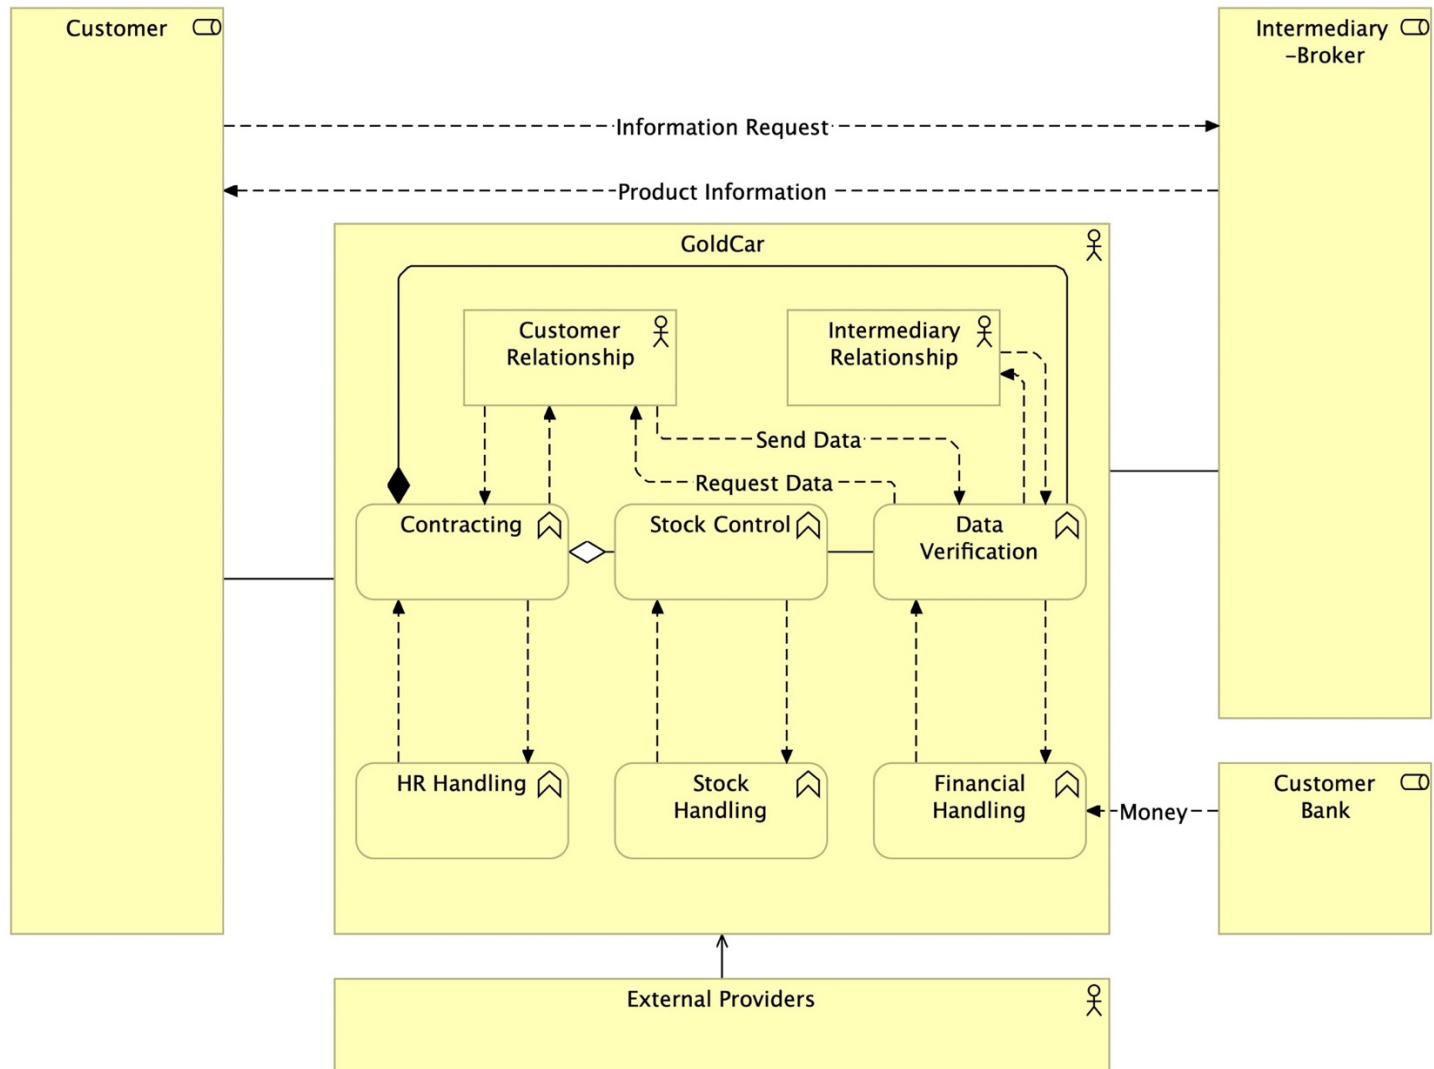 Customer
Intermediary
-Broker
Information Request
Product Information
GoldCar
Customer
Relationship
Intermediary
Relationship
Send Data
Request Data
Contracting
Stock Control
Data
Verification
HR Handling
Stock
Handling
Financial
Handling
Money
Customer
Bank
External Providers